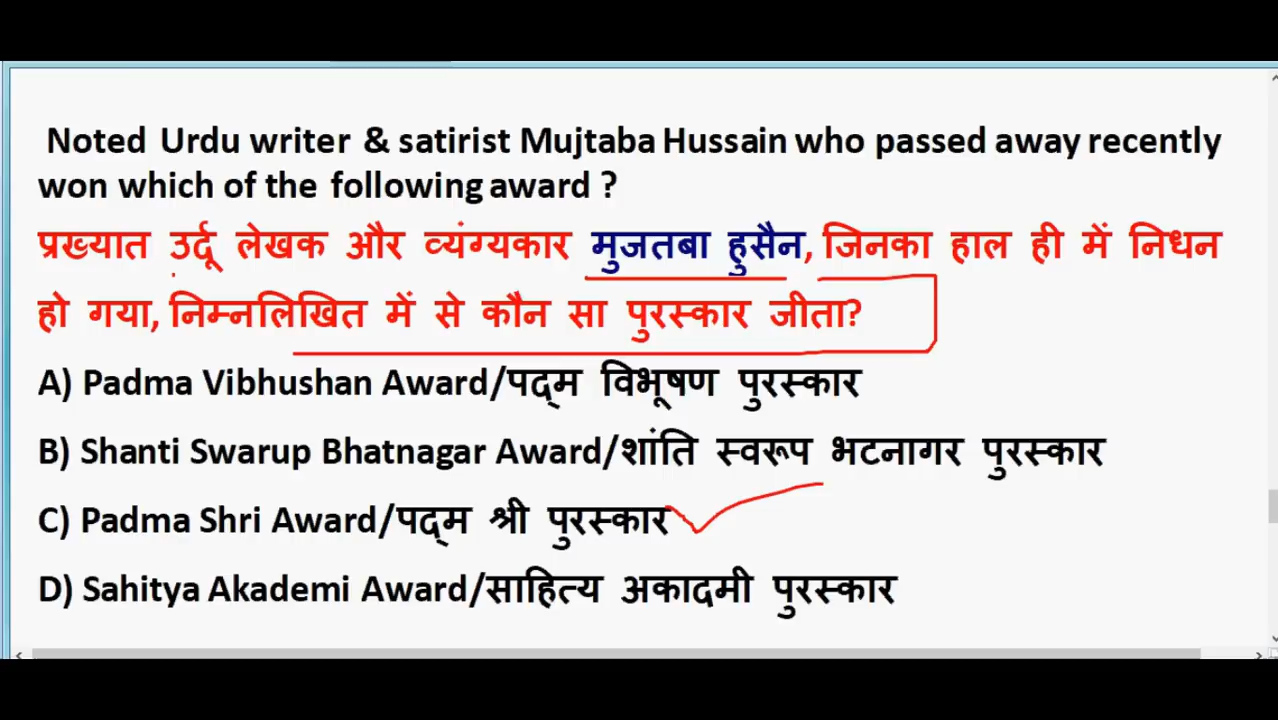 Noted Urdu writer & satirist Mujtaba Hussain who passed away recently
won which of the following award ?
प्रख्यात उर्दू लेखक और व्यंग्यकार मुजतबा हुसैन, जिनका हाल ही में निधन
हो गया, निम्नलिखित में से कौन सा पुरस्कार जीता?
A) Padma Vibhushan Award/पद्म विभूषण पुरस्कार
B) Shanti Swarup Bhatnagar Award/शांति स्वरूप भटनागर पुरस्कार
C) Padma Shri Award/पद्म श्री पुरस्कार
D) Sahitya Akademi Award/साहित्य अकादमी पुरस्कार